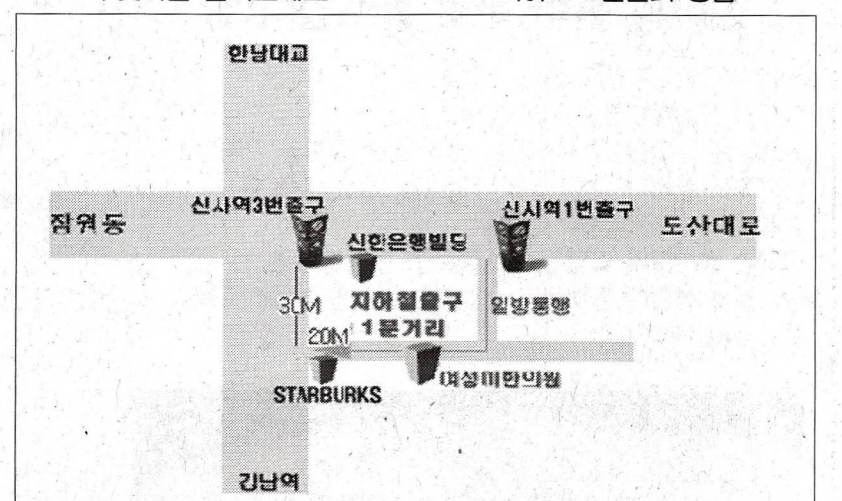 한남대교
신사역3번출구
신사역1번출구
잠원동
도산대로
신한은행빌딩
30M
지하철출구
일방통행
1분거리
20M
여성미한의원
STARBURKS
강남역